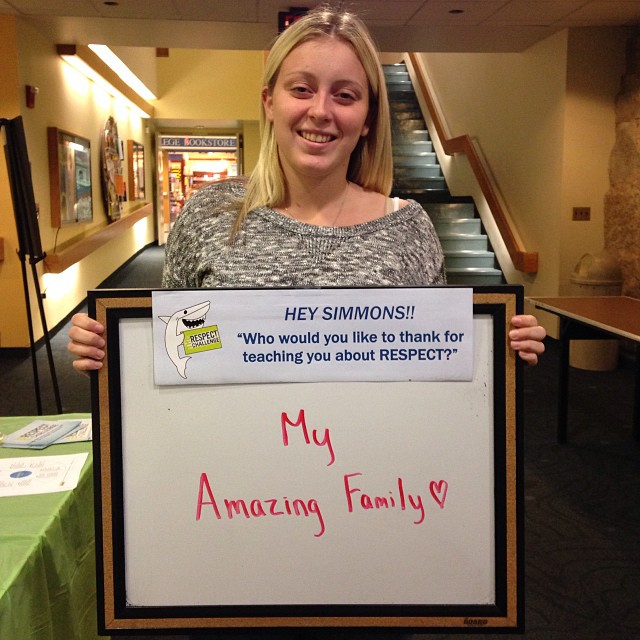 EGE BOOKSTORE
HEY SIMMONS!!
"Who would you like to thank for
teaching you about RESPECT?"
RESPECT
CHALLENGE
My
Amazing Family♡